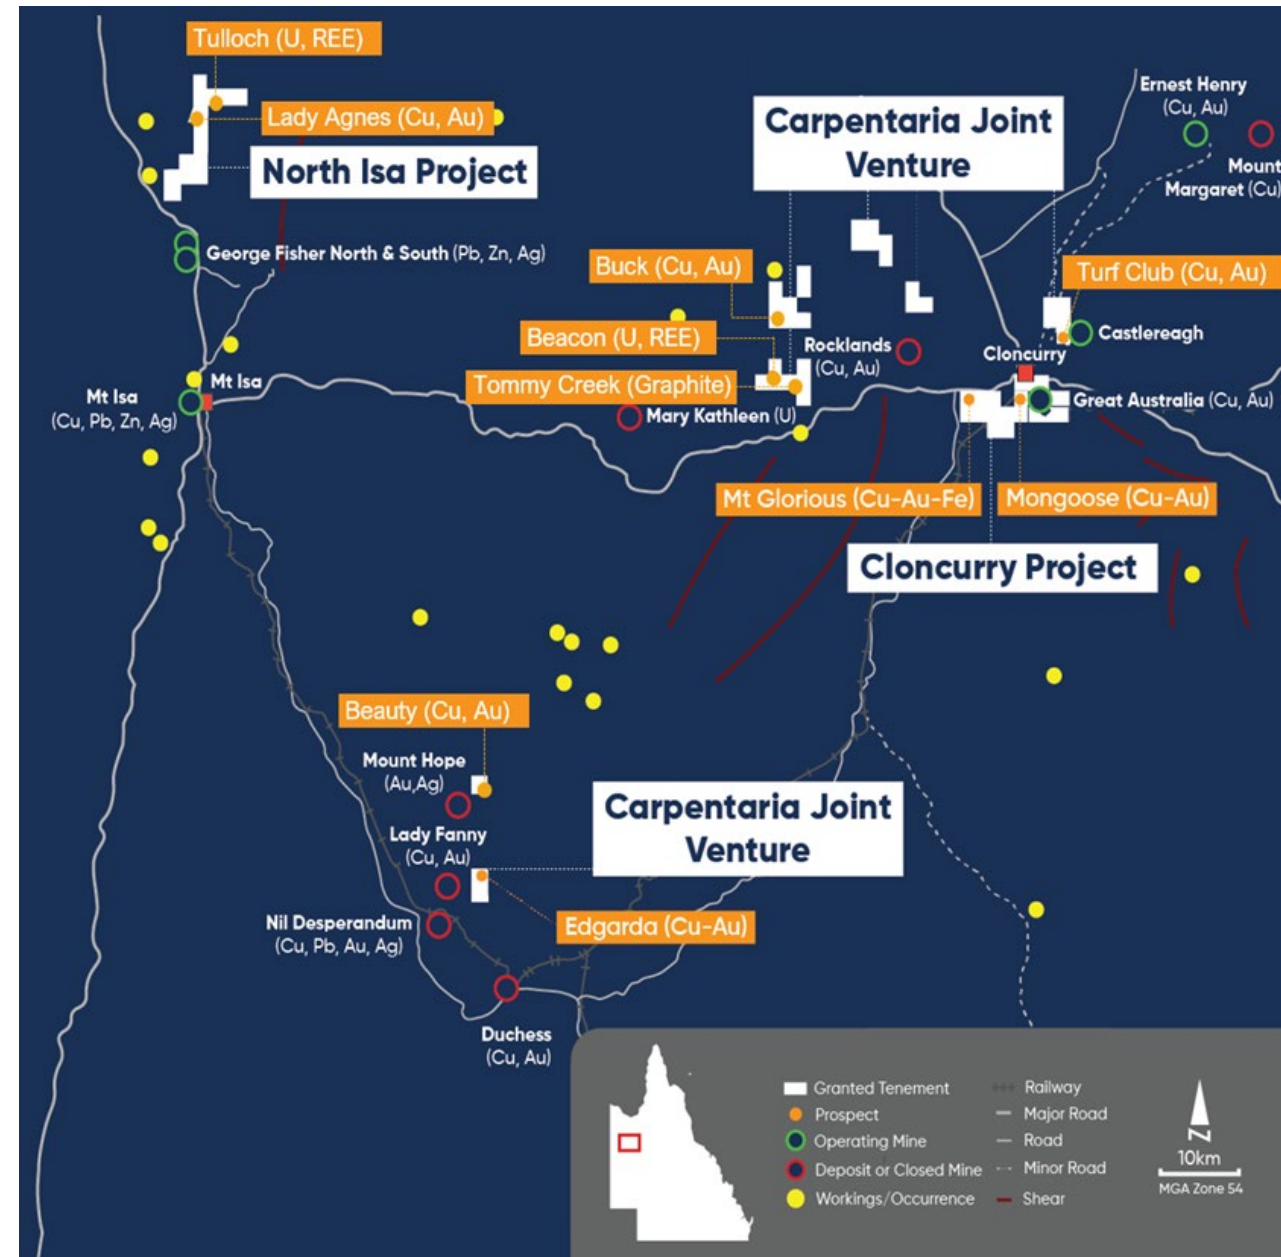 Tulloch (U, REE)
Lady Agnes (Cu, Au)
North Isa Project
George Fisher North & South (Pb, Zn, Ag)
Carpentaria Joint
Venture
Ernest Henry
(Cu, Au)
Mount
Margaret (Cu)
Buck (Cu, Au)
Turf Club (Cu, Au)
Beacon (U, REE)
Rocklands
(Cu, Au)
Castlereagh
Cloncurry
Tommy Creek (Graphite)
Mt Isa
Mt Isa
(Cu, Pb, Zn, Ag)
Mary Kathleen (U)
Great Australia (Cu, Au)
Mt Glorious (Cu-Au-Fe)
Mongoose (Cu-Au)
Cloncurry Project
Beauty (Cu, Au)
Mount Hope
(Au,Ag)
Carpentaria Joint
Venture
Lady Fanny
(Cu, Au)
Nil Desperandum
(Cu, Pb, Au, Ag)
Edgarda (Cu-Au)
Duchess
(Cu, Au)
Granted Tenement
Prospect
Operating Mine
Deposit or Closed Mine
Workings/Occurrence
Railway
Major Road
Road
Minor Road
Shear
N
10km
MGA Zone 54